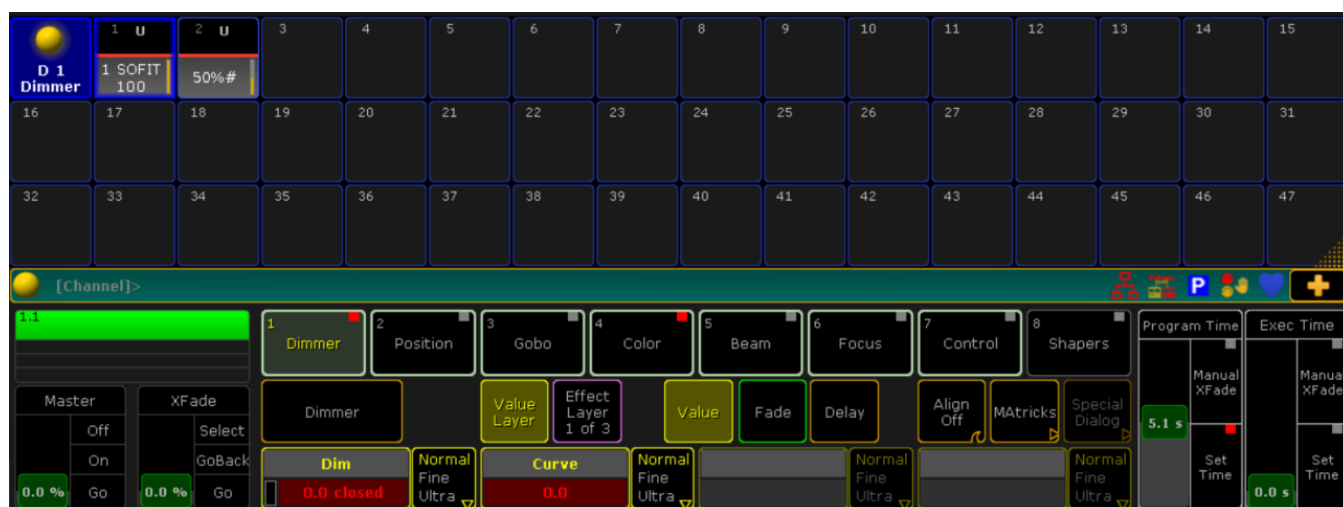 D 1
Dimmer
1 U
1 SOFIT
100
2 U
50%#
3
4
5
6
7
8
9
10
11
12
13
14
15
16
17
18
19
20
21
22
23
24
25
26
27
28
29
30
31
32
33
34
35
36
37
38
39
40
41
42
43
44
45
46
47
[Channel]>
P
1.1
1
Dimmer
2
Position
3
Gobo
4
Color
5
Beam
6
Focus
7
Control
8
Shapers
Program Time
Exec Time
Manual
XFade
Manua
XFade
Master
XFade
Off
Select
On
GoBack
0.0 %
Go
0.0 %
Go
Dimmer
Value
Layer
Effect
Layer
1 of 3
Value
Fade
Delay
Align
Off
MAtricks
Special
Dialog
5.1 s
Set
Time
0.0 s
Set
Time
Dim
0.0 closed
Normal
Fine
Ultra
Curve
0.0
Normal
Fine
Ultra
Normal
Fine
Ultra
Normal
Fine
Ultra